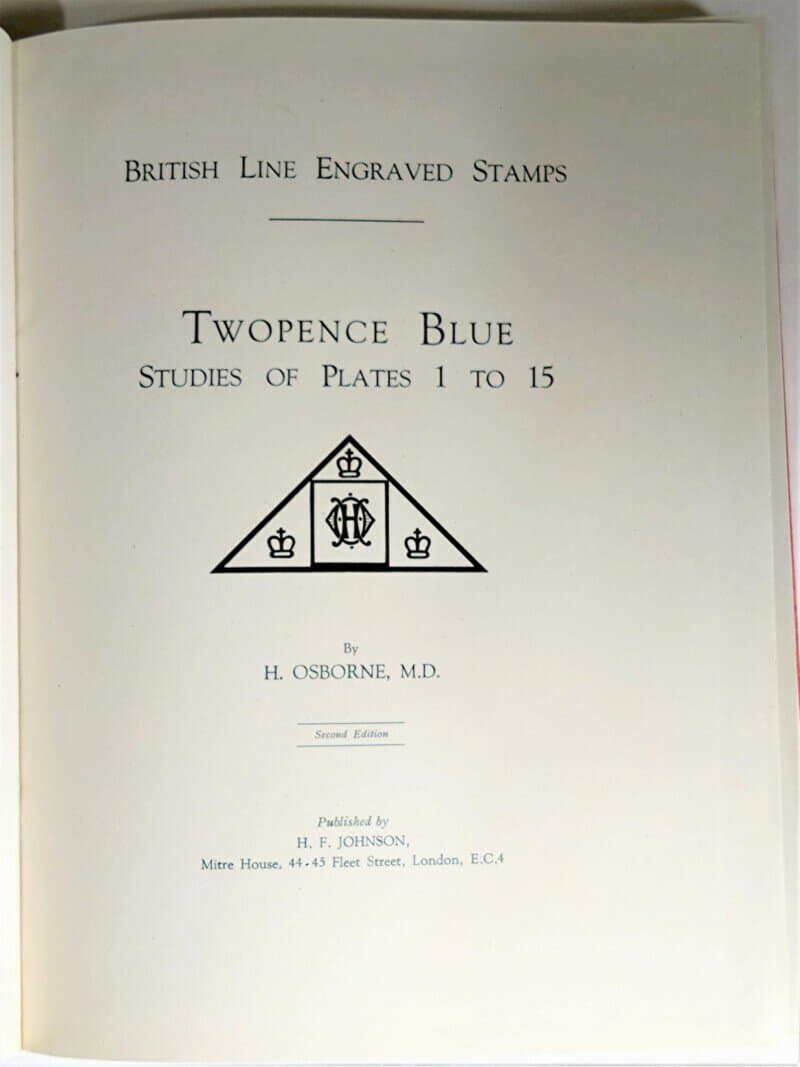 British Line Engraved Stamps
Twopence Blue
Studies of Plates 1 to 15
By
H. OSBORNE, M.D.
Second Edition
Published by
H. F. JOHNSON,
Mitre House, 44-45 Fleet Street, London, E.C.4